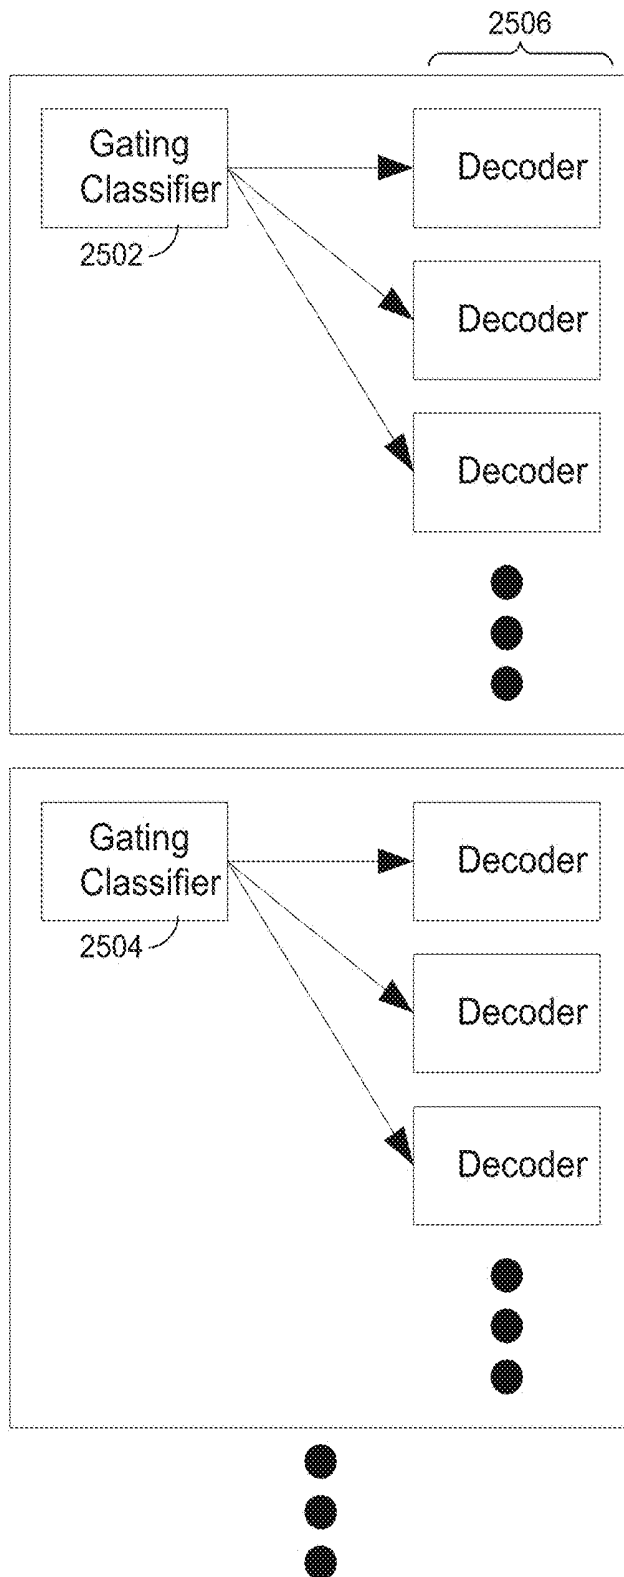 2506
Gating
Classifier
2502
Decoder
Decoder
Decoder
Gating
Classifier
2504
Decoder
Decoder
Decoder